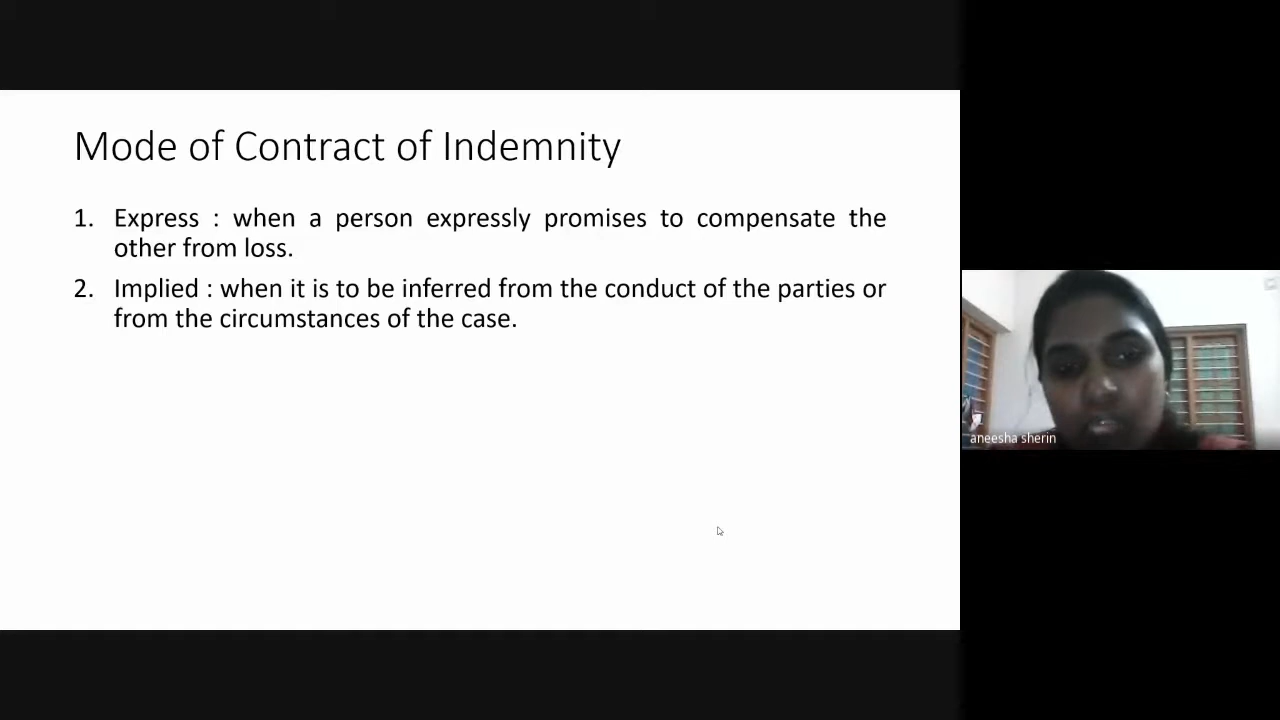 Mode of Contract of Indemnity
1. Express : when a person expressly promises to compensate the
other from loss.
2. Implied : when it is to be inferred from the conduct of the parties or
from the circumstances of the case.
aneesha sherin